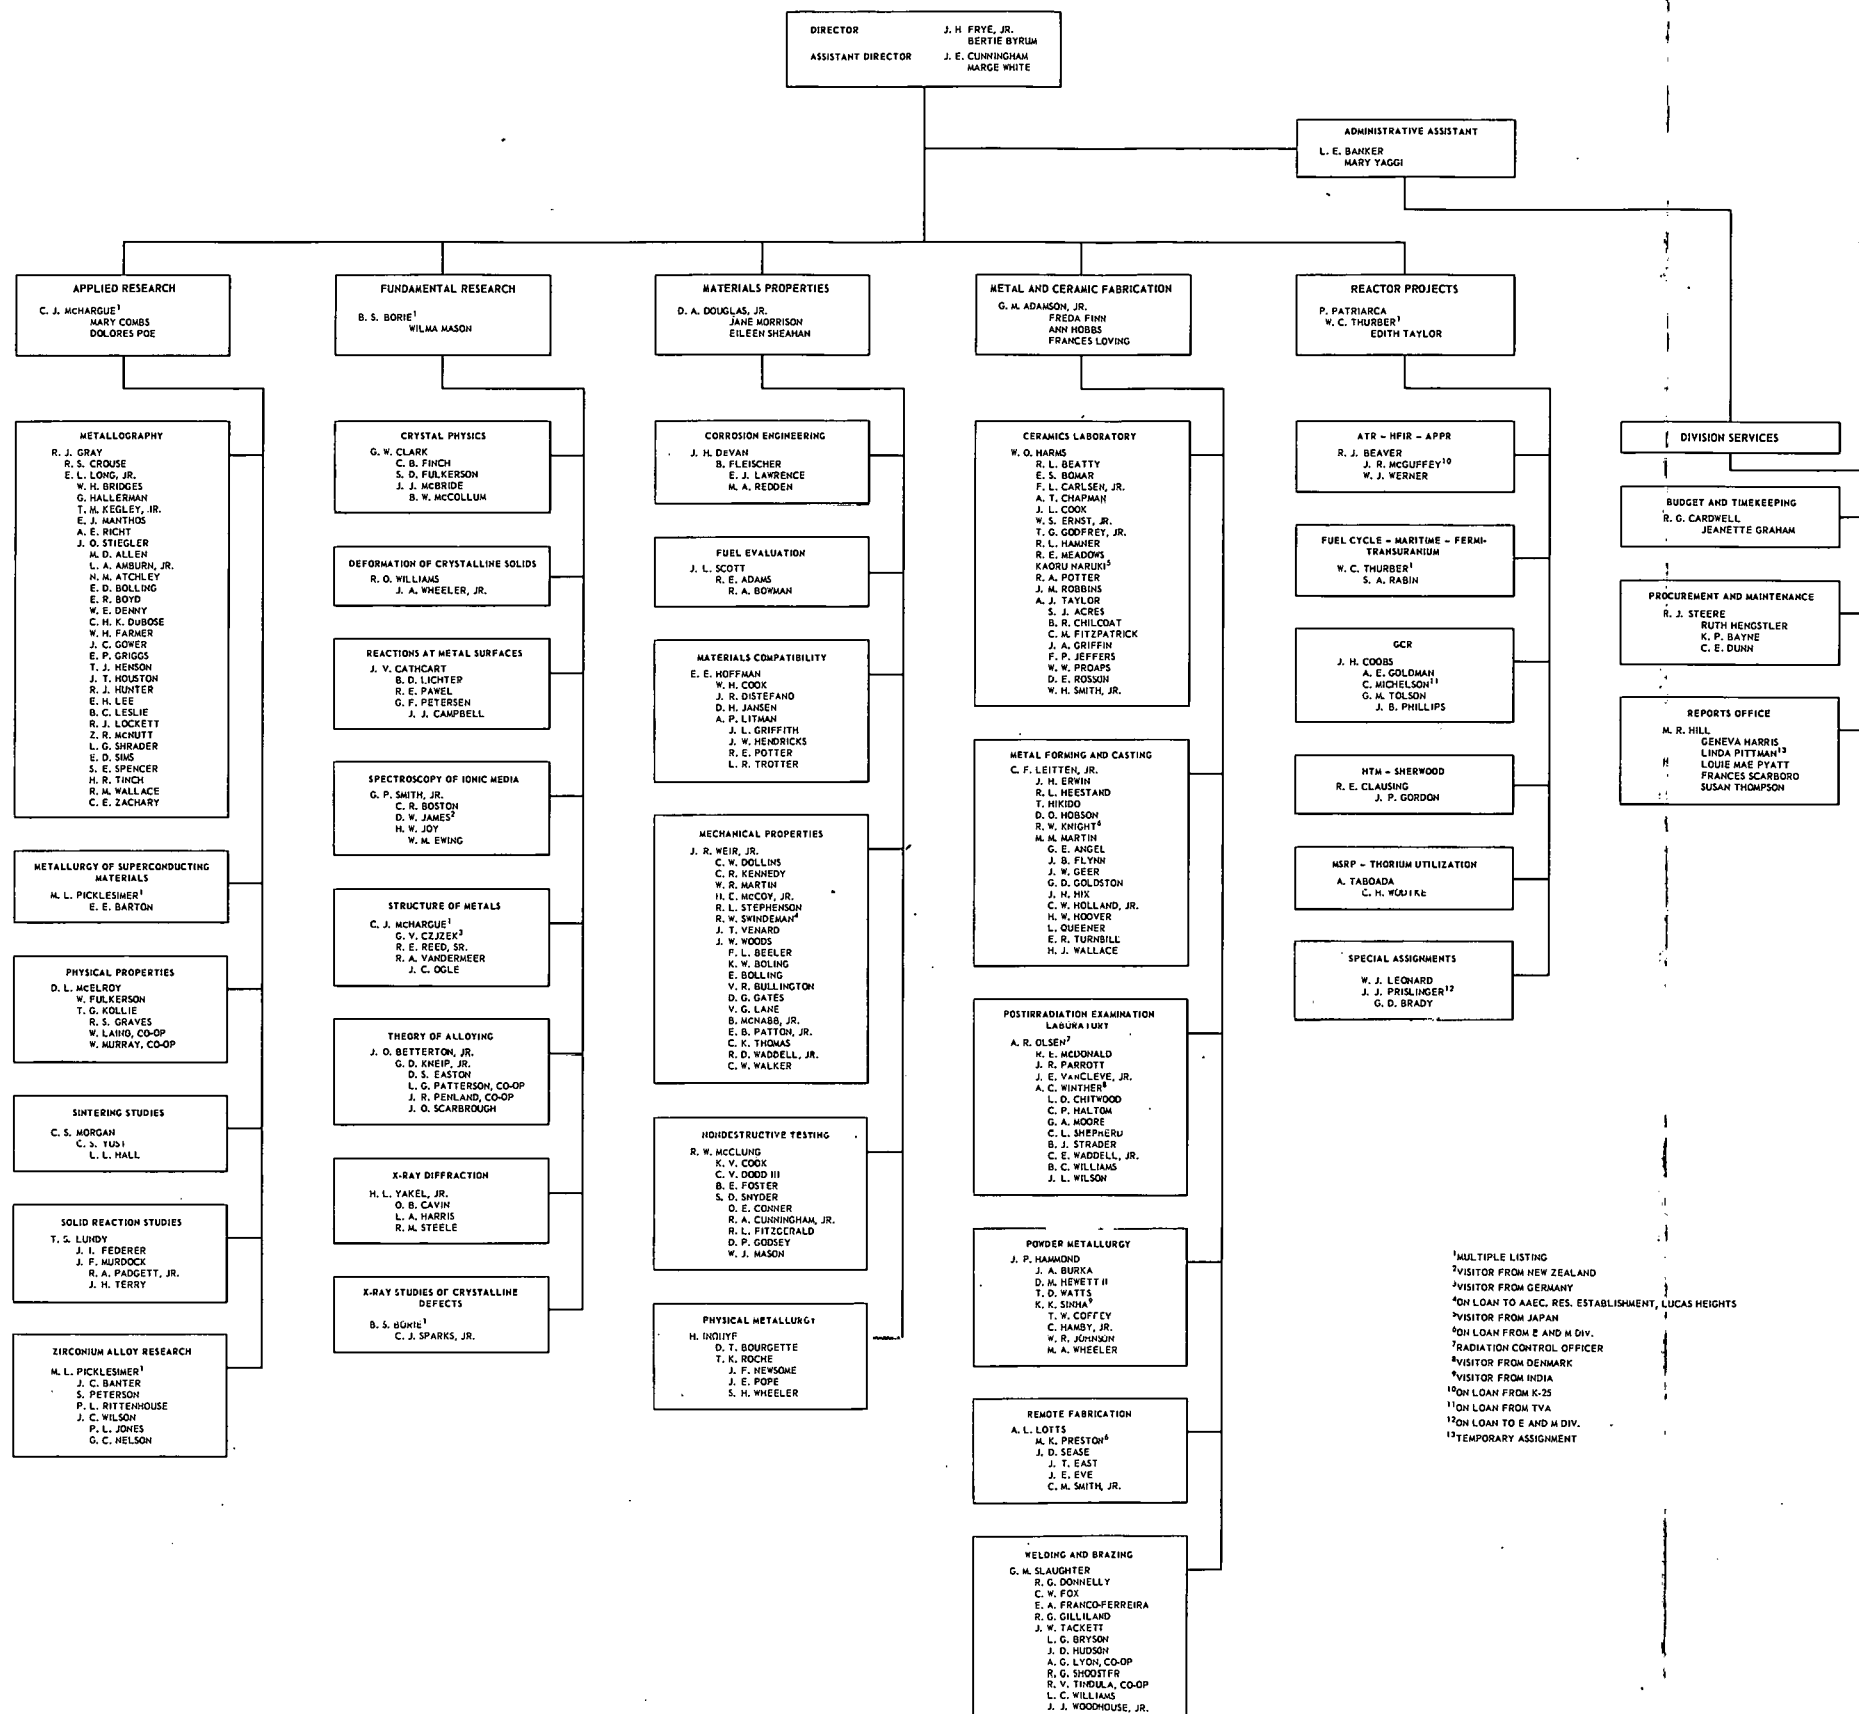 DIRECTOR J. H. FRYE, JR.
BERTIE BYRUM
ASSISTANT DIRECTOR J. E. CUNNINGHAM
MARGE WHITE
ADMINISTRATIVE ASSISTANT
L. E. BANKER
MARY YAGGI
APPLIED RESEARCH
C. J. McHARGUE¹
MARY COMBS
DOLORES POE
METALLOGRAPHY
R. J. GRAY
R. S. CROUSE
E. L. LONG, JR.
W. H. BRIDGES
G. HALLERMAN
T. M. KEGLEY, JR.
E. J. MANTHOS
A. E. RICHT
J. O. STIEGLER
M. D. ALLEN
L. A. AMBURN, JR.
N. M. ATCHLEY
E. D. BOLLING
E. R. BOYD
W. E. DENNY
C. H. K. DuBOSE
W. H. FARMER
J. C. GOWER
E. P. GRIGGS
T. J. HENSON
J. T. HOUSTON
R. J. HUNTER
E. H. LEE
B. C. LESLIE
R. J. LOCKETT
Z. R. McNUTT
L. G. SHRADER
E. D. SIMS
S. E. SPENCER
H. R. TINCH
R. M. WALLACE
C. E. ZACHARY
METALLURGY OF SUPERCONDUCTING
MATERIALS
M. L. PICKLESIMER¹
E. E. BARTON
PHYSICAL PROPERTIES
D. L. McELROY
W. FULKERSON
T. G. KOLLIE
R. S. GRAVES
W. LAING, CO-OP
W. MURRAY, CO-OP
SINTERING STUDIES
C. S. MORGAN
C. S. YUST
L. L. HALL
SOLID REACTION STUDIES
T. S. LUNDY
J. I. FEDERER
J. F. MURDOCK
R. A. PADGETT, JR.
J. H. TERRY
ZIRCONIUM ALLOY RESEARCH
M. L. PICKLESIMER¹
J. C. BANTER
S. PETERSON
P. L. RITTENHOUSE
J. C. WILSON
P. L. JONES
G. C. NELSON
FUNDAMENTAL RESEARCH
B. S. BORIE¹
WILMA MASON
CRYSTAL PHYSICS
G. W. CLARK
C. B. FINCH
S. D. FULKERSON
J. J. McBRIDE
B. W. McCOLLUM
DEFORMATION OF CRYSTALLINE SOLIDS
R. O. WILLIAMS
J. A. WHEELER, JR.
REACTIONS AT METAL SURFACES
J. V. CATHCART
B. D. LICHTER
R. E. PAWEL
G. F. PETERSEN
J. J. CAMPBELL
SPECTROSCOPY OF IONIC MEDIA
G. P. SMITH, JR.
C. R. BOSTON
D. W. JAMES²
H. W. JOY
W. M. EWING
STRUCTURE OF METALS
C. J. McHARGUE¹
G. V. CZJZEK³
R. E. REED, SR.
R. A. VANDERMEER
J. C. OGLE
THEORY OF ALLOYING
J. O. BETTERTON, JR.
G. D. KNEIP, JR.
D. S. EASTON
L. G. PATTERSON, CO-OP
J. R. PENLAND, CO-OP
J. O. SCARBROUGH
X-RAY DIFFRACTION
H. L. YAKEL, JR.
O. B. CAVIN
L. A. HARRIS
R. M. STEELE
X-RAY STUDIES OF CRYSTALLINE
DEFECTS
B. S. BORIE¹
C. J. SPARKS, JR.
MATERIALS PROPERTIES
D. A. DOUGLAS, JR.
JANE MORRISON
EILEEN SHEAHAN
CORROSION ENGINEERING
J. H. DeVAN
B. FLEISCHER
E. J. LAWRENCE
M. A. REDDEN
FUEL EVALUATION
J. L. SCOTT
R. E. ADAMS
R. A. BOWMAN
MATERIALS COMPATIBILITY
E. E. HOFFMAN
W. H. COOK
J. R. DISTEFANO
D. H. JANSEN
A. P. LITMAN
J. L. GRIFFITH
J. W. HENDRICKS
R. E. POTTER
L. R. TROTTER
MECHANICAL PROPERTIES
J. R. WEIR, JR.
C. W. DOLLINS
C. R. KENNEDY
W. R. MARTIN
H. C. McCOY, JR.
R. L. STEPHENSON
R. W. SWINDEMAN⁴
J. T. VENARD
J. W. WOODS
F. L. BEELER
K. W. BOLING
E. BOLLING
V. R. BULLINGTON
D. G. GATES
V. G. LANE
B. McNABB, JR.
E. B. PATTON, JR.
C. K. THOMAS
R. D. WADDELL, JR.
C. W. WALKER
NONDESTRUCTIVE TESTING
R. W. McCLUNG
K. V. COOK
C. V. DODD III
B. E. FOSTER
S. D. SNYDER
O. E. CONNER
R. A. CUNNINGHAM, JR.
R. L. FITZGERALD
D. P. GODSEY
W. J. MASON
PHYSICAL METALLURGY
H. INOUYE
D. T. BOURGETTE
T. K. ROCHE
J. F. NEWSOME
J. E. POPE
S. H. WHEELER
METAL AND CERAMIC FABRICATION
G. M. ADAMSON, JR.
FREDA FINN
ANN HOBBS
FRANCES LOVING
CERAMICS LABORATORY
W. O. HARMS
R. L. BEATTY
E. S. BOMAR
F. L. CARLSEN, JR.
A. T. CHAPMAN
J. L. COOK
W. S. ERNST, JR.
T. G. GODFREY, JR.
R. L. HAMNER
R. E. MEADOWS
KAORU NARUKI⁵
R. A. POTTER
J. M. ROBBINS
A. J. TAYLOR
S. J. ACRES
B. R. CHILCOAT
C. M. FITZPATRICK
J. A. GRIFFIN
F. P. JEFFERS
W. W. PROAPS
D. E. ROSSON
W. H. SMITH, JR.
METAL FORMING AND CASTING
C. F. LEITTEN, JR.
J. H. ERWIN
R. L. HEESTAND
T. HIKIDO
D. O. HOBSON
R. W. KNIGHT⁶
M. M. MARTIN
G. E. ANGEL
J. B. FLYNN
J. W. GEER
G. D. GOLDSTON
J. N. HIX
C. W. HOLLAND, JR.
H. W. HOOVER
L. QUEENER
E. R. TURNBILL
H. J. WALLACE
POSTIRRADIATION EXAMINATION
LABORATORY
A. R. OLSEN⁷
R. E. McDONALD
J. R. PARROTT
J. E. VanCLEVE, JR.
A. C. WINTHER⁸
L. D. CHITWOOD
C. P. HALTOM
G. A. MOORE
C. L. SHEPHERD
B. J. STRADER
C. E. WADDELL, JR.
B. C. WILLIAMS
J. L. WILSON
POWDER METALLURGY
J. P. HAMMOND
J. A. BURKA
D. M. HEWETT II
T. D. WATTS
K. K. SINHA⁹
T. W. COFFEY
C. HAMBY, JR.
W. R. JOHNSON
M. A. WHEELER
REMOTE FABRICATION
A. L. LOTTS
M. K. PRESTON⁶
J. D. SEASE
J. T. EAST
J. E. EVE
C. M. SMITH, JR.
WELDING AND BRAZING
G. M. SLAUGHTER
R. G. DONNELLY
C. W. FOX
E. A. FRANCO-FERREIRA
R. G. GILLILAND
J. W. TACKETT
L. G. BRYSON
J. D. HUDSON
A. G. LYON, CO-OP
R. G. SHOOSTER
R. V. TINDULA, CO-OP
L. C. WILLIAMS
J. J. WOODHOUSE, JR.
REACTOR PROJECTS
P. PATRIARCA
W. C. THURBER¹
EDITH TAYLOR
ATR – HFIR – APPR
R. J. BEAVER
J. R. McGUFFEY¹⁰
W. J. WERNER
FUEL CYCLE – MARITIME – FERMI-
TRANSURANIUM
W. C. THURBER¹
S. A. RABIN
GCR
J. H. COOBS
A. E. GOLDMAN
C. MICHELSON¹¹
G. M. TOLSON
J. B. PHILLIPS
HTM – SHERWOOD
R. E. CLAUSING
J. P. GORDON
MSRP – THORIUM UTILIZATION
A. TABOADA
C. H. WODTKE
SPECIAL ASSIGNMENTS
W. J. LEONARD
J. J. PRISLINGER¹²
G. D. BRADY
DIVISION SERVICES
BUDGET AND TIMEKEEPING
R. G. CARDWELL
JEANETTE GRAHAM
PROCUREMENT AND MAINTENANCE
R. J. STEERE
RUTH HENGSTLER
K. P. BAYNE
C. E. DUNN
REPORTS OFFICE
M. R. HILL
GENEVA HARRIS
LINDA PITTMAN¹³
LOUIE MAE PYATT
FRANCES SCARBORO
SUSAN THOMPSON
¹MULTIPLE LISTING
²VISITOR FROM NEW ZEALAND
³VISITOR FROM GERMANY
⁴ON LOAN TO AAEC, RES. ESTABLISHMENT, LUCAS HEIGHTS
⁵VISITOR FROM JAPAN
⁶ON LOAN FROM E AND M DIV.
⁷RADIATION CONTROL OFFICER
⁸VISITOR FROM DENMARK
⁹VISITOR FROM INDIA
¹⁰ON LOAN FROM K-25
¹¹ON LOAN FROM TVA
¹²ON LOAN TO E AND M DIV.
¹³TEMPORARY ASSIGNMENT